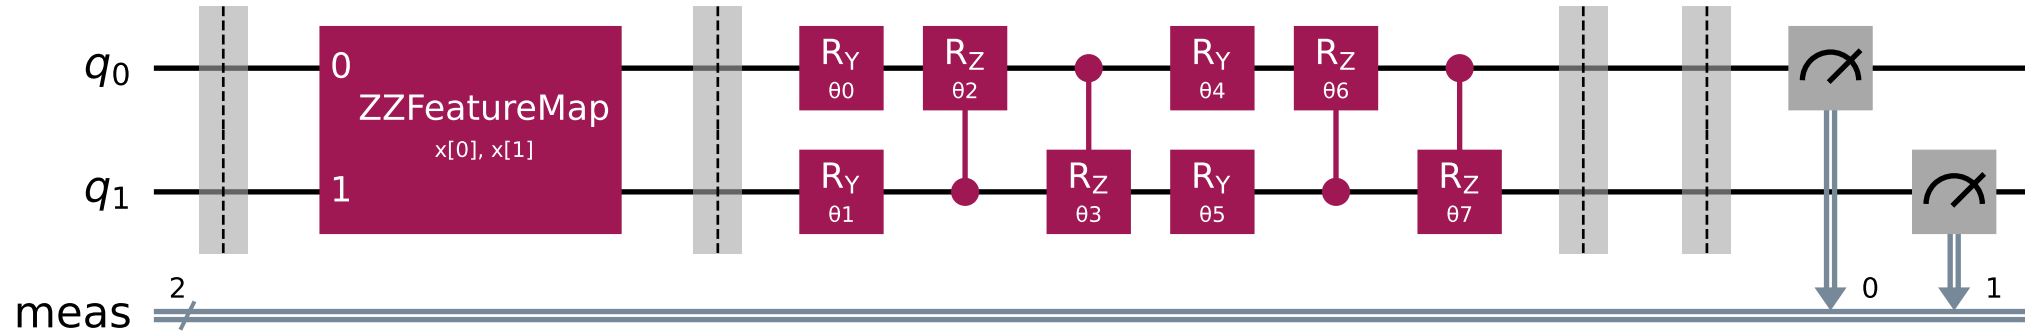 q0
0
ZZFeatureMap
x[0], x[1]
1
RY
θ0
RZ
θ2
RY
θ4
RZ
θ6
q1
RY
θ1
RZ
θ3
RY
θ5
RZ
θ7
meas
2
0
1